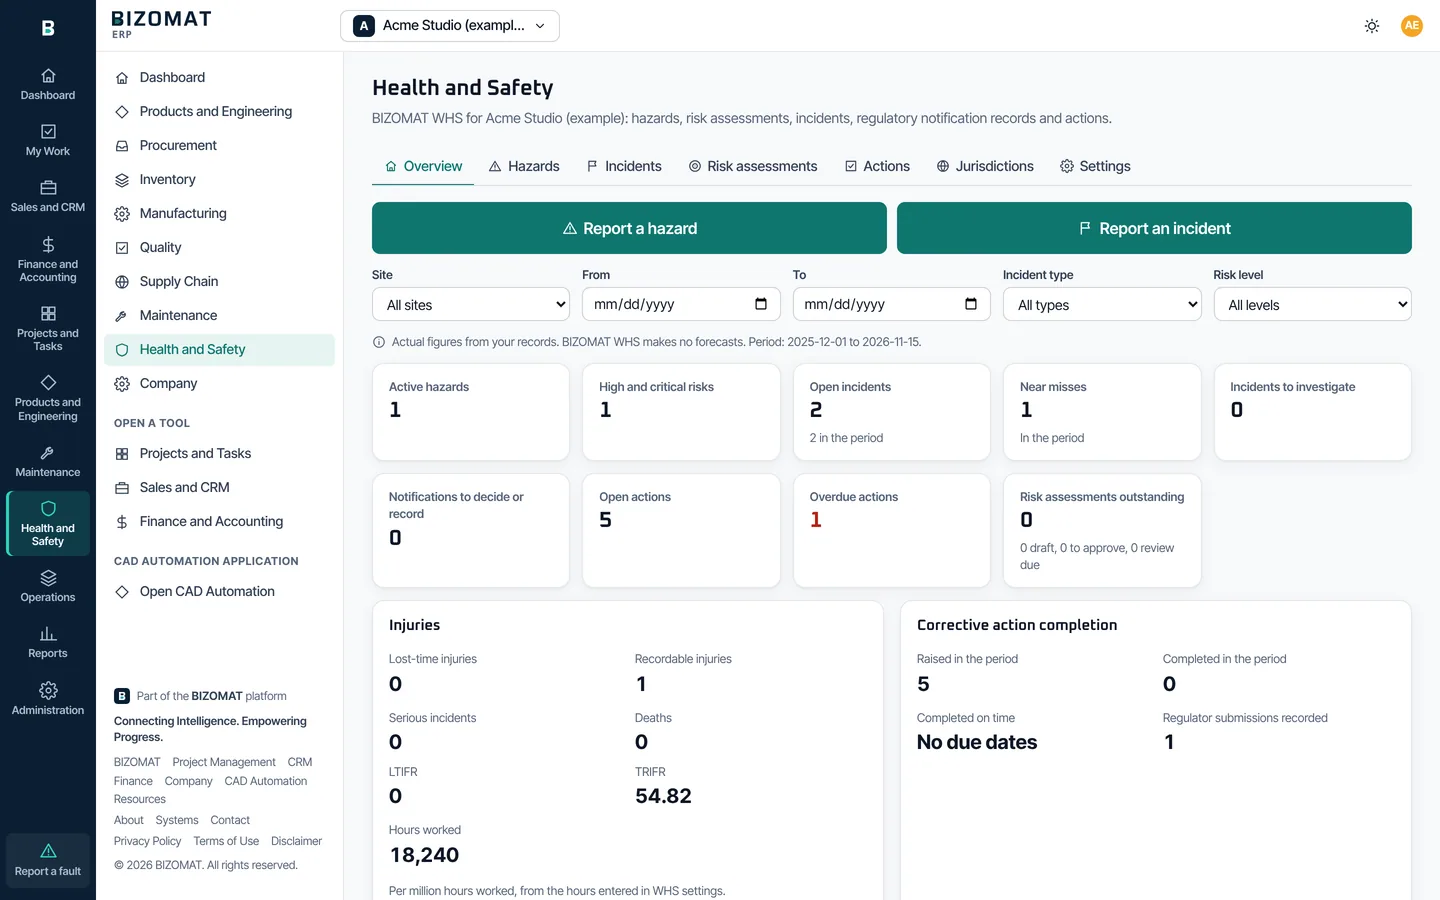 B
Dashboard
My Work
Sales and CRM
Finance and
Accounting
Projects and
Tasks
Products and
Engineering
Maintenance
Health and
Safety
Operations
Reports
Administration
Report a fault
BIZOMAT
ERP
A Acme Studio (exampl...
AE
Dashboard
Products and Engineering
Procurement
Inventory
Manufacturing
Quality
Supply Chain
Maintenance
Health and Safety
Company
OPEN A TOOL
Projects and Tasks
Sales and CRM
Finance and Accounting
CAD AUTOMATION APPLICATION
Open CAD Automation
B Part of the BIZOMAT platform
Connecting Intelligence. Empowering
Progress.
BIZOMAT Project Management CRM
Finance Company CAD Automation
Resources
About Systems Contact
Privacy Policy Terms of Use Disclaimer
© 2026 BIZOMAT. All rights reserved.
Health and Safety
BIZOMAT WHS for Acme Studio (example): hazards, risk assessments, incidents, regulatory notification records and actions.
Overview Hazards Incidents Risk assessments Actions Jurisdictions Settings
Report a hazard
Report an incident
Site From To Incident type Risk level
All sites mm/dd/yyyy mm/dd/yyyy All types All levels
Actual figures from your records. BIZOMAT WHS makes no forecasts. Period: 2025-12-01 to 2026-11-15.
Active hazards
1
High and critical risks
1
Open incidents
2
2 in the period
Near misses
1
In the period
Incidents to investigate
0
Notifications to decide or
record
0
Open actions
5
Overdue actions
1
Risk assessments outstanding
0
0 draft, 0 to approve, 0 review
due
Injuries
Lost-time injuries Recordable injuries
0 1
Serious incidents Deaths
0 0
LTIFR TRIFR
0 54.82
Hours worked
18,240
Per million hours worked, from the hours entered in WHS settings.
Corrective action completion
Raised in the period Completed in the period
5 0
Completed on time Regulator submissions recorded
No due dates 1